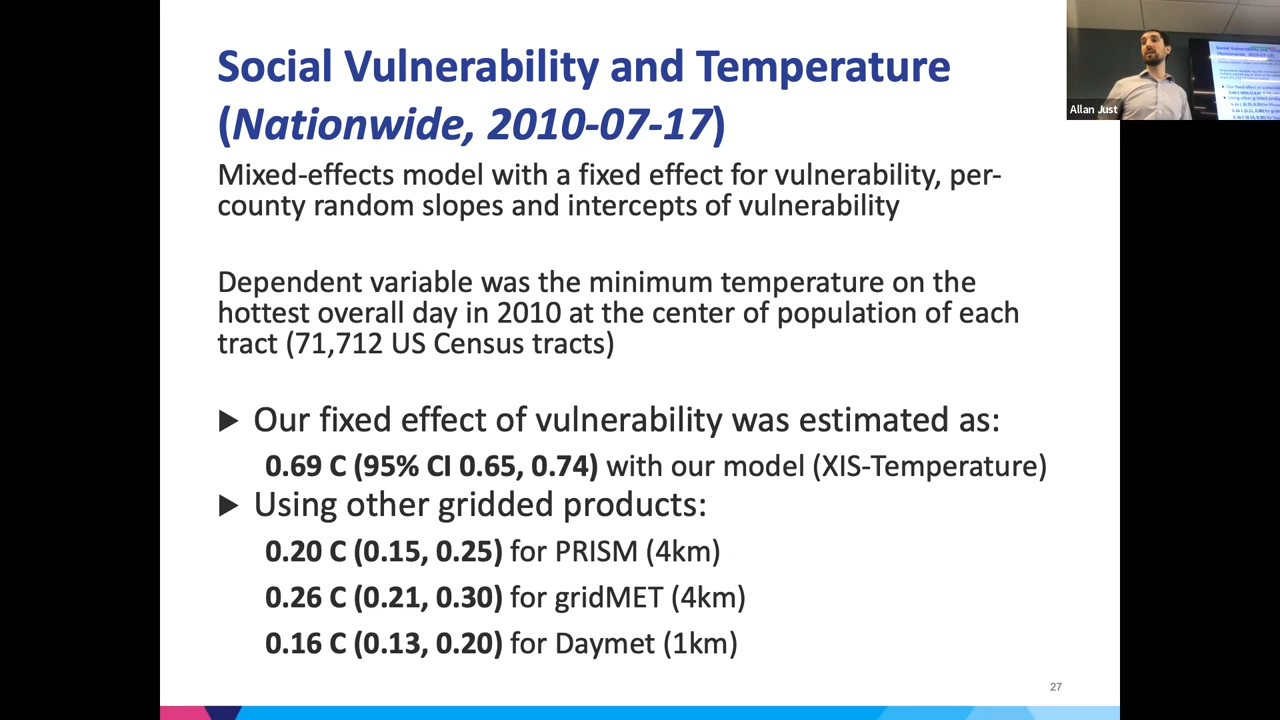 Social Vulnerability and Temperature
(Nationwide, 2010-07-17)
Mixed-effects model with a fixed effect for vulnerability, per-
county random slopes and intercepts of vulnerability
Dependent variable was the minimum temperature on the
hottest overall day in 2010 at the center of population of each
tract (71,712 US Census tracts)
▶ Our fixed effect of vulnerability was estimated as:
0.69 C (95% CI 0.65, 0.74) with our model (XIS-Temperature)
▶ Using other gridded products:
0.20 C (0.15, 0.25) for PRISM (4km)
0.26 C (0.21, 0.30) for gridMET (4km)
0.16 C (0.13, 0.20) for Daymet (1km)
27
Allan Just